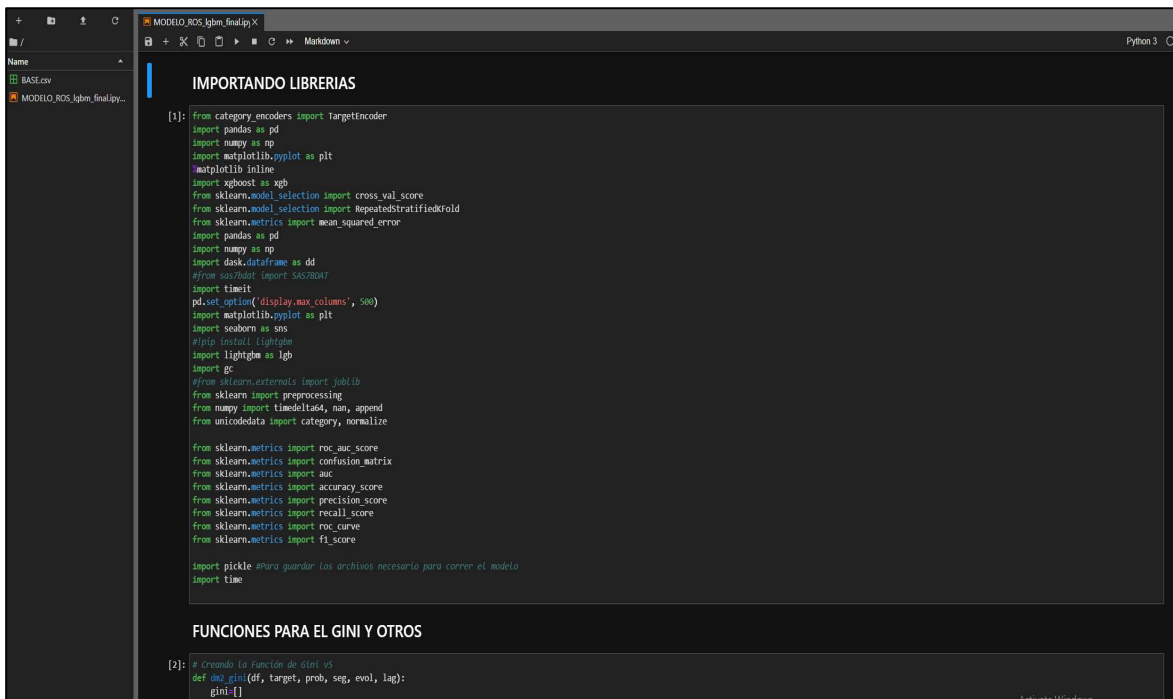 MODELO_ROS_lgbm_final.ipy
Markdown
Python 3
/
Name
BASE.csv
MODELO_ROS_lgbm_final.ipy...
IMPORTANDO LIBRERIAS
[1]: from category_encoders import TargetEncoder
import pandas as pd
import numpy as np
import matplotlib.pyplot as plt
%matplotlib inline
import xgboost as xgb
from sklearn.model_selection import cross_val_score
from sklearn.model_selection import RepeatedStratifiedKFold
from sklearn.metrics import mean_squared_error
import pandas as pd
import numpy as np
import dask.dataframe as dd
#from sas7bdat import SAS7BDAT
import timeit
pd.set_option('display.max_columns', 500)
import matplotlib.pyplot as plt
import seaborn as sns
#!pip install lightgbm
import lightgbm as lgb
import gc
#from sklearn.externals import joblib
from sklearn import preprocessing
from numpy import timedelta64, nan, append
from unicodedata import category, normalize
from sklearn.metrics import roc_auc_score
from sklearn.metrics import confusion_matrix
from sklearn.metrics import auc
from sklearn.metrics import accuracy_score
from sklearn.metrics import precision_score
from sklearn.metrics import recall_score
from sklearn.metrics import roc_curve
from sklearn.metrics import f1_score
import pickle #Para guardar los archivos necesario para correr el modelo
import time
FUNCIONES PARA EL GINI Y OTROS
[2]: # Creando la Función de Gini v5
def dm2_gini(df, target, prob, seg, evol, lag):
gini=[]
Activate Windows